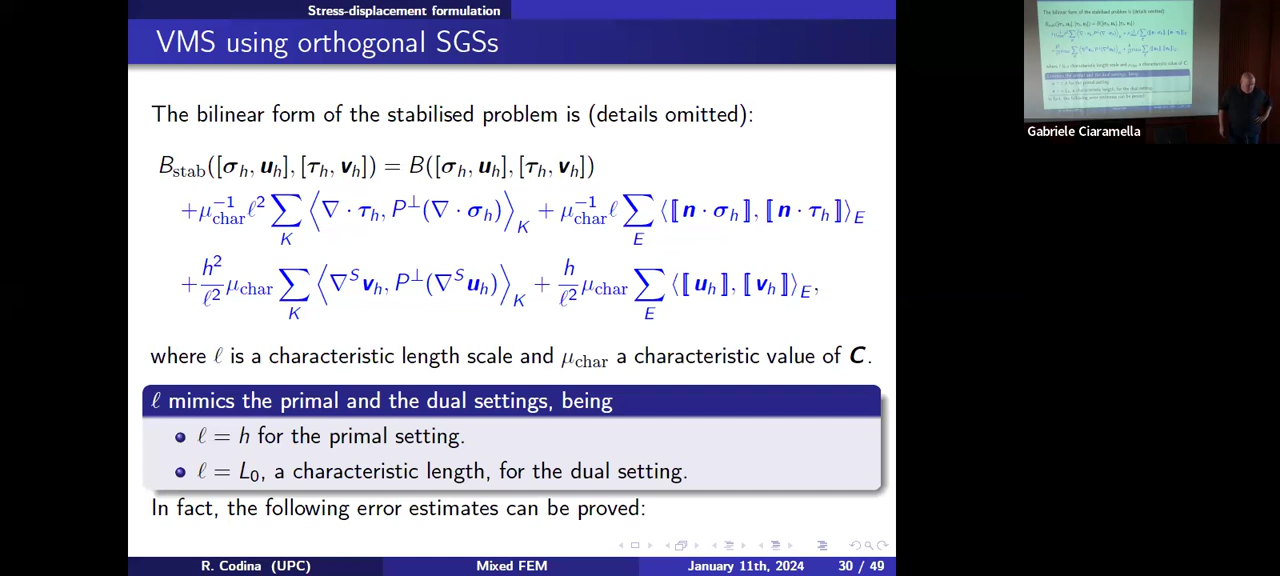 Stress-displacement formulation
VMS using orthogonal SGSs
The bilinear form of the stabilised problem is (details omitted):
B_stab([σ_h, u_h], [τ_h, v_h]) = B([σ_h, u_h], [τ_h, v_h])
+μ_char^{-1} ℓ^2 ∑_K ⟨∇ · τ_h, P^⊥(∇ · σ_h)⟩_K + μ_char^{-1} ℓ ∑_E ⟨⟦n · σ_h⟧, ⟦n · τ_h⟧⟩_E
+h^2/ℓ^2 μ_char ∑_K ⟨∇^S v_h, P^⊥(∇^S u_h)⟩_K + h/ℓ^2 μ_char ∑_E ⟨⟦u_h⟧, ⟦v_h⟧⟩_E,
where ℓ is a characteristic length scale and μ_char a characteristic value of C.
ℓ mimics the primal and the dual settings, being
ℓ = h for the primal setting.
ℓ = L_0, a characteristic length, for the dual setting.
In fact, the following error estimates can be proved:
R. Codina (UPC) Mixed FEM January 11th, 2024 30 / 49
Gabriele Ciaramella